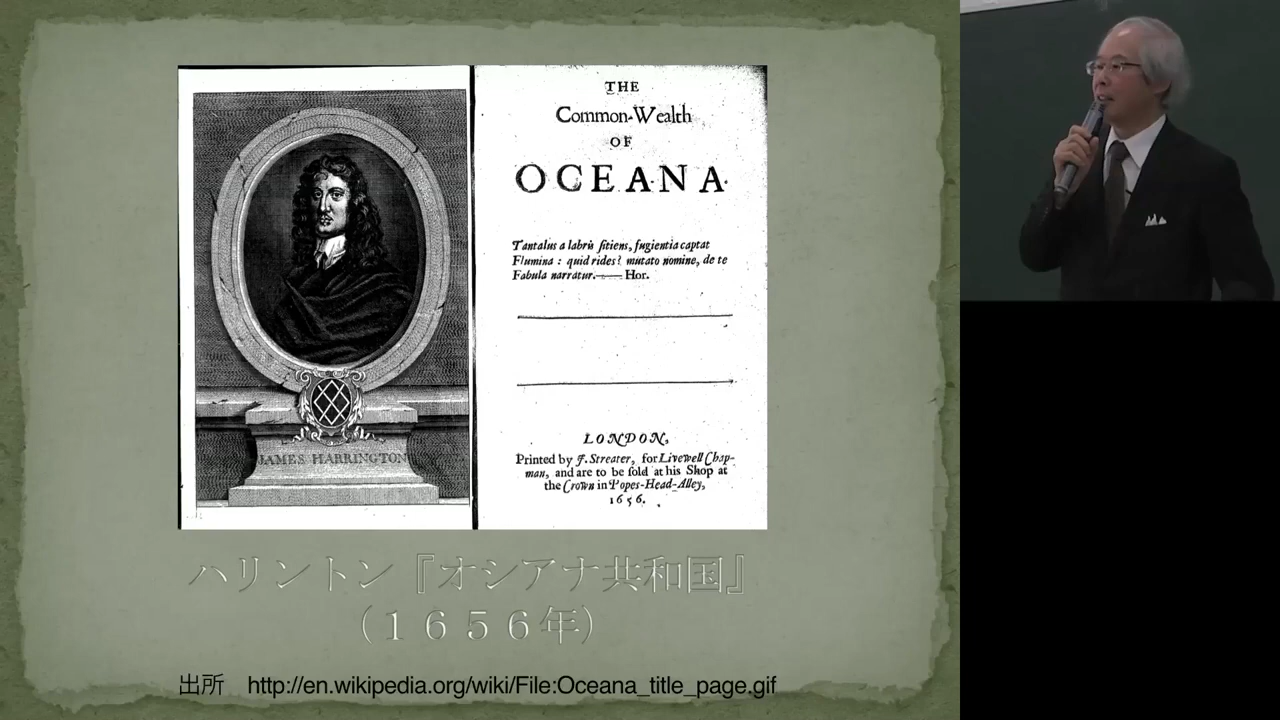 JAMES HARRINGTON
THE
Common-Wealth
OF
OCEANA.
Tantalus a labris ſitiens, fugientia captat
Flumina : quid rides? mutato nomine, de te
Fabula narratur.—— Hor.
LONDON,
Printed by J. Streater, for Livewell Chap-
man, and are to be ſold at his Shop at
the Crown in Popes-Head-Alley,
1656.
ハリントン『オシアナ共和国』
（１６５６年）
出所　http://en.wikipedia.org/wiki/File:Oceana_title_page.gif